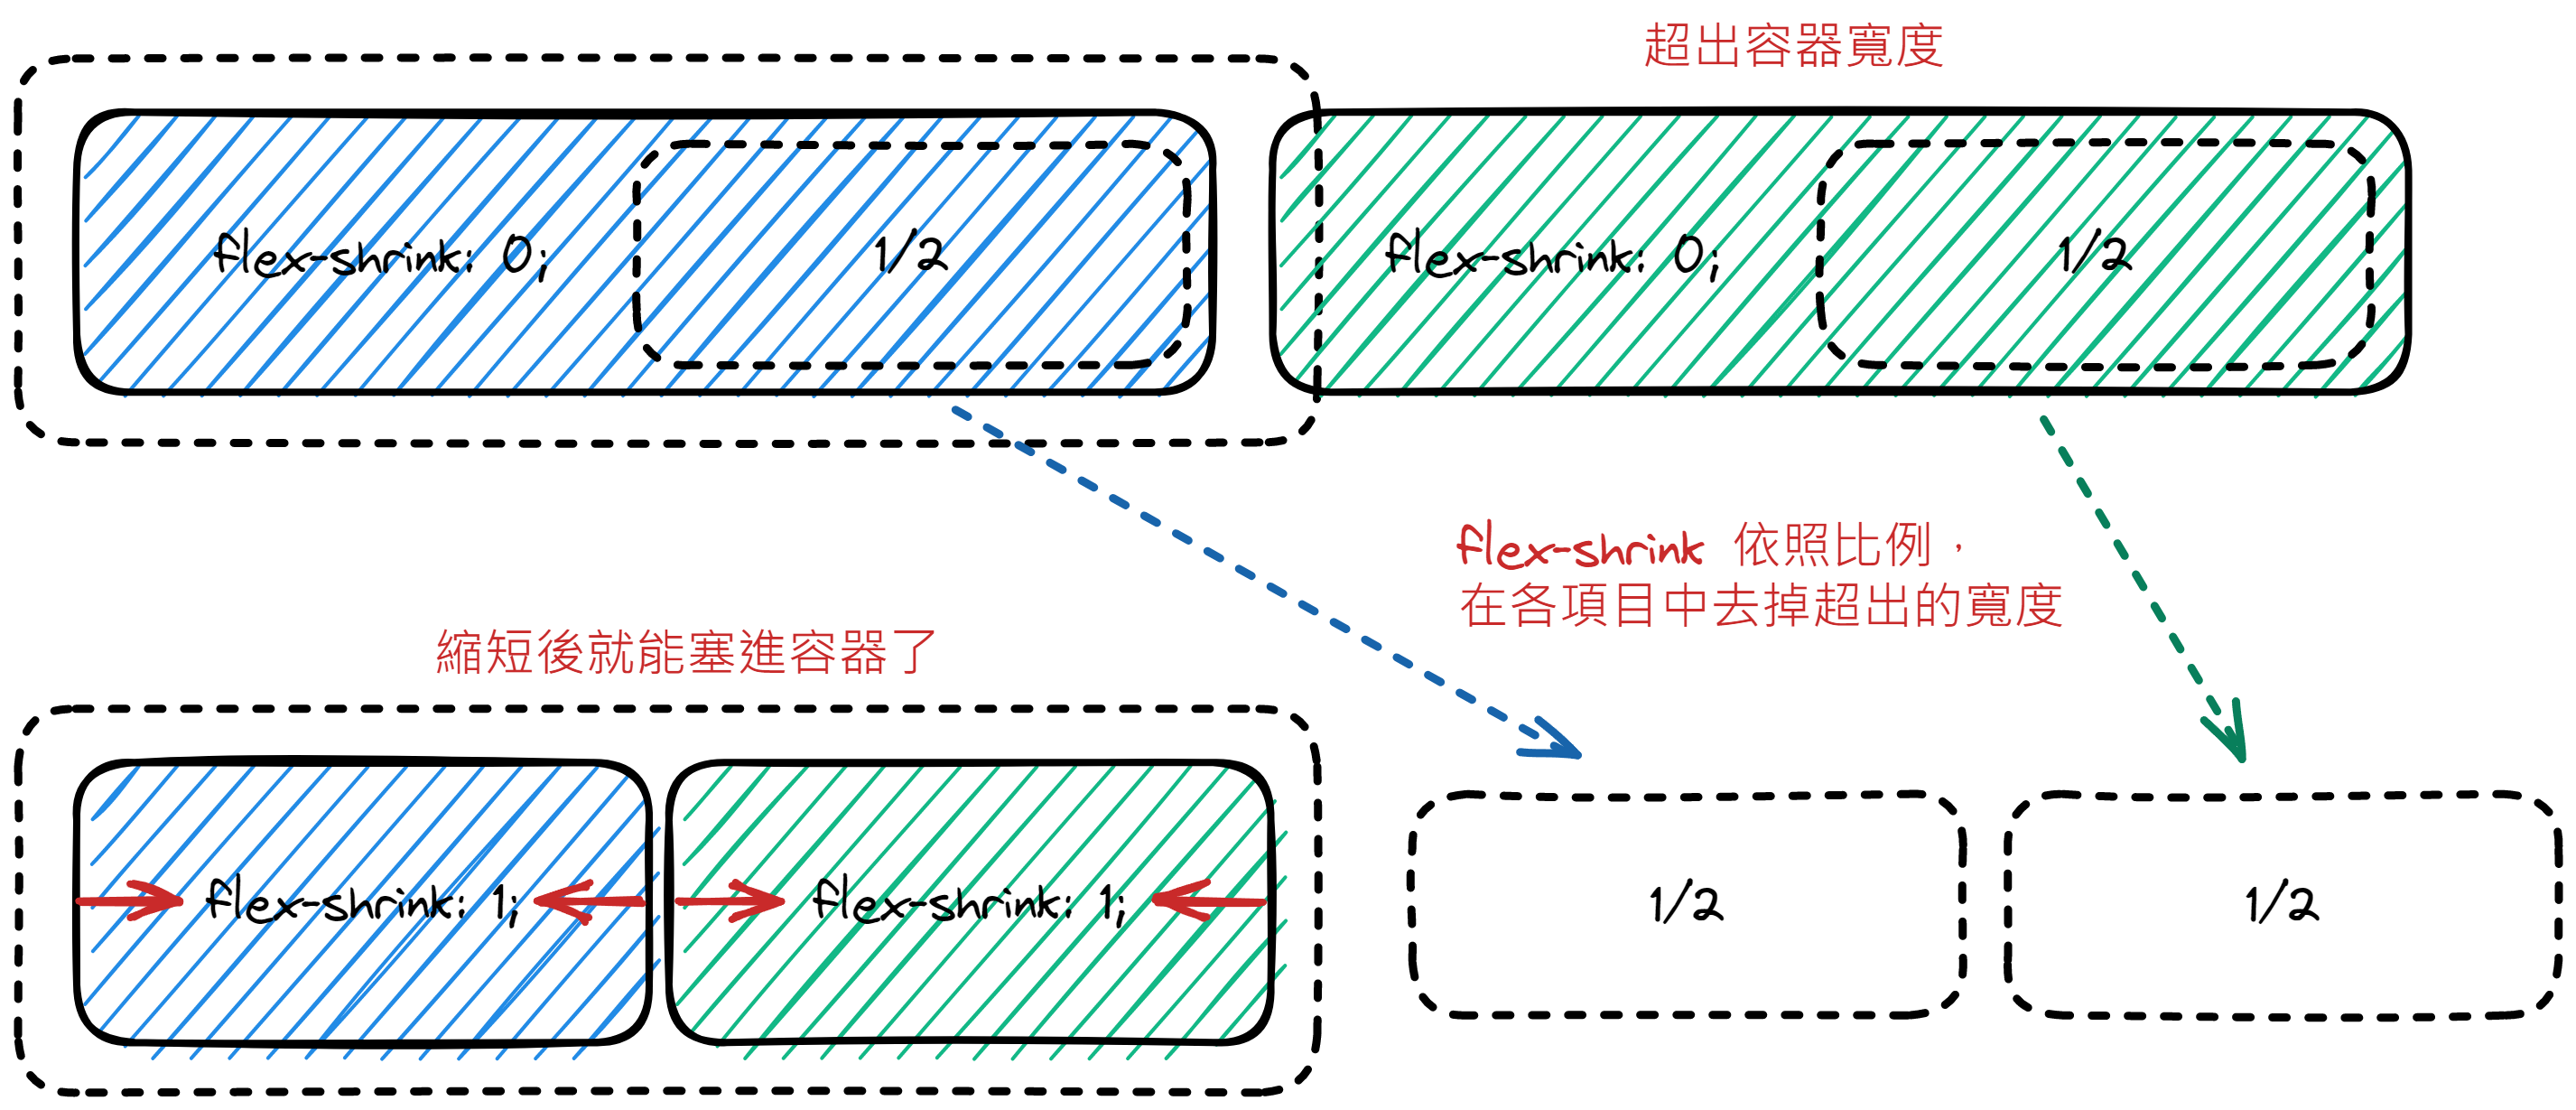 超出容器寬度
flex-shrink: 0;
1/2
flex-shrink: 0;
1/2
flex-shrink 依照比例，
在各項目中去掉超出的寬度
縮短後就能塞進容器了
flex-shrink: 1;
flex-shrink: 1;
1/2
1/2